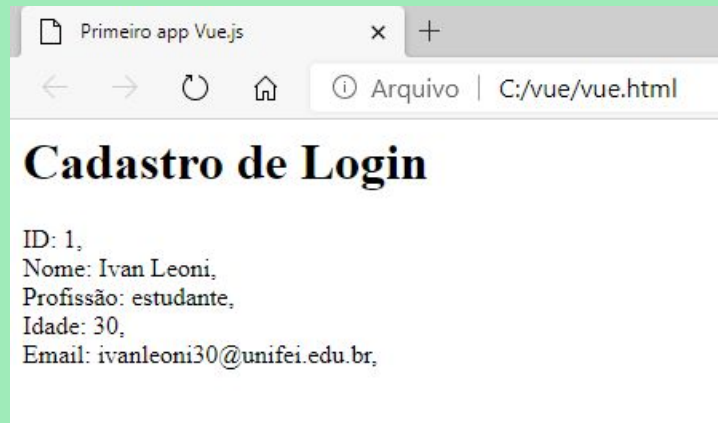 Primeiro app Vue.js
Arquivo | C:/vue/vue.html
Cadastro de Login
ID: 1,
Nome: Ivan Leoni,
Profissão: estudante,
Idade: 30,
Email: ivanleoni30@unifei.edu.br,